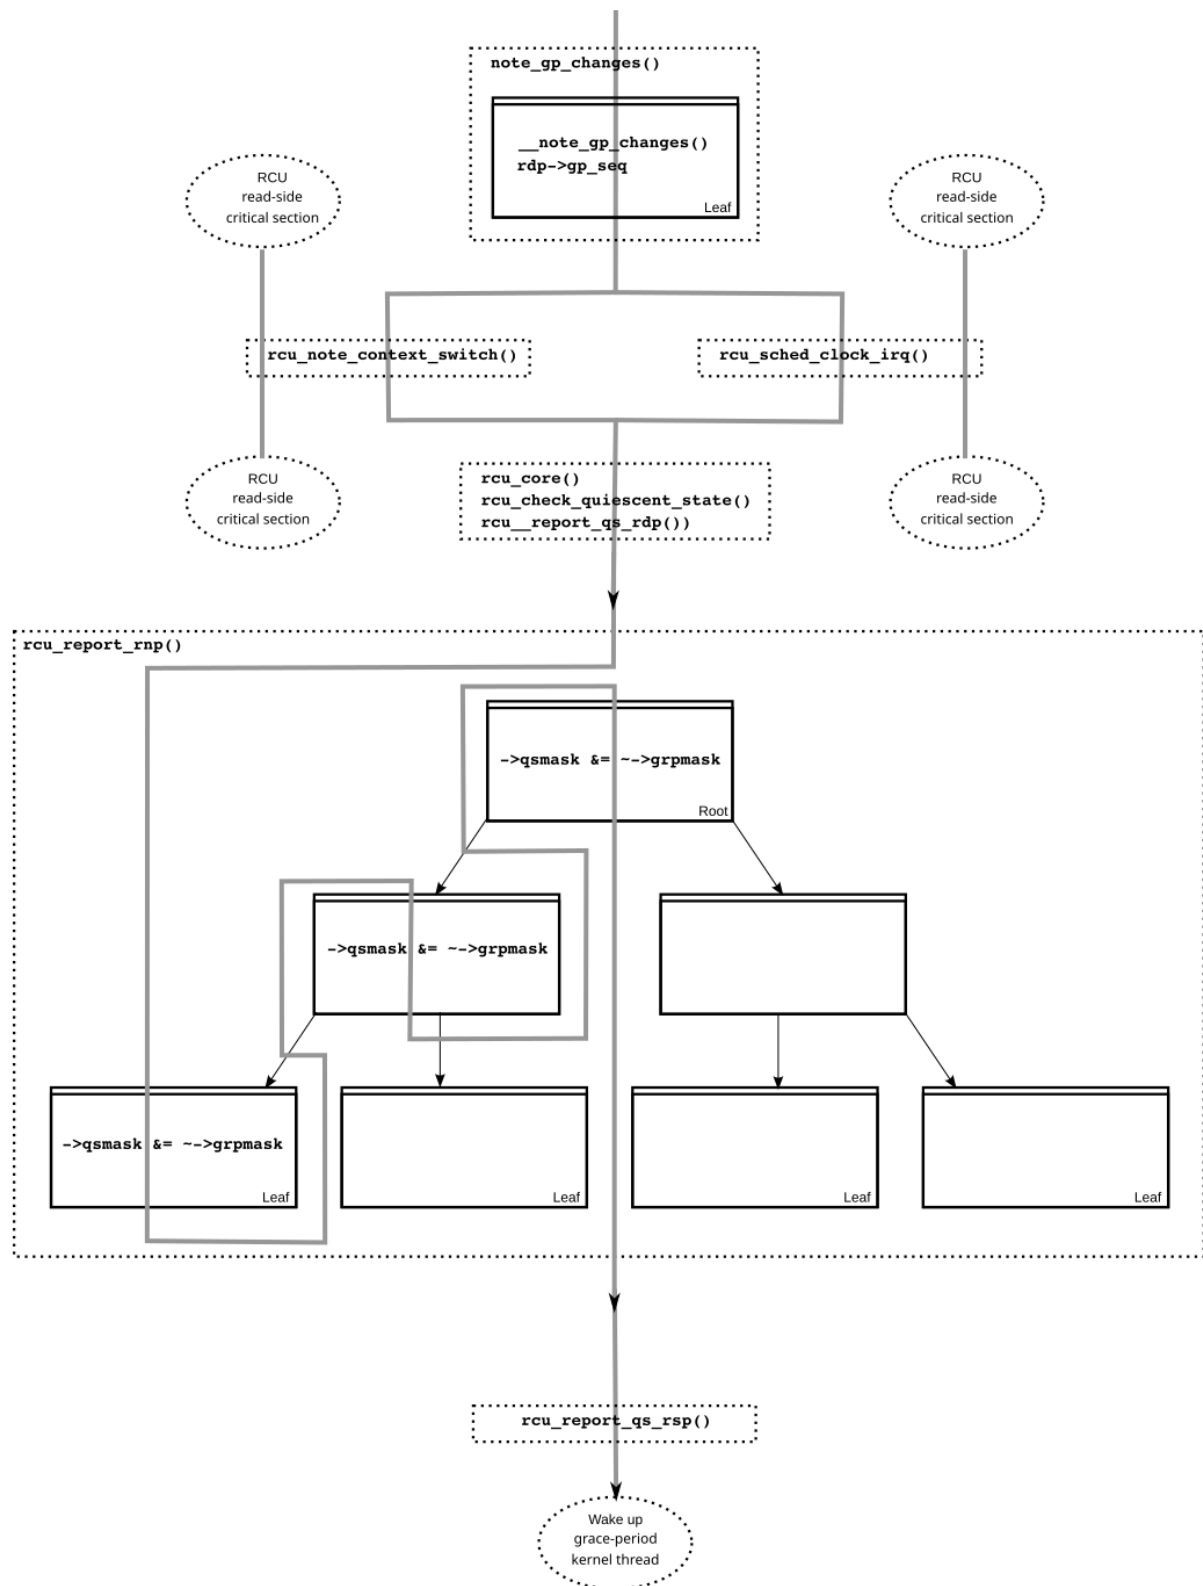 note_gp_changes()
__note_gp_changes()
rdp->gp_seq
Leaf
RCU
read-side
critical section
RCU
read-side
critical section
rcu_note_context_switch()
rcu_sched_clock_irq()
RCU
read-side
critical section
rcu_core()
rcu_check_quiescent_state()
rcu__report_qs_rdp())
RCU
read-side
critical section
rcu_report_rnp()
->qsmask &= ~->grpmask
Root
->qsmask &= ~->grpmask
->qsmask &= ~->grpmask
Leaf
Leaf
Leaf
Leaf
rcu_report_qs_rsp()
Wake up
grace-period
kernel thread